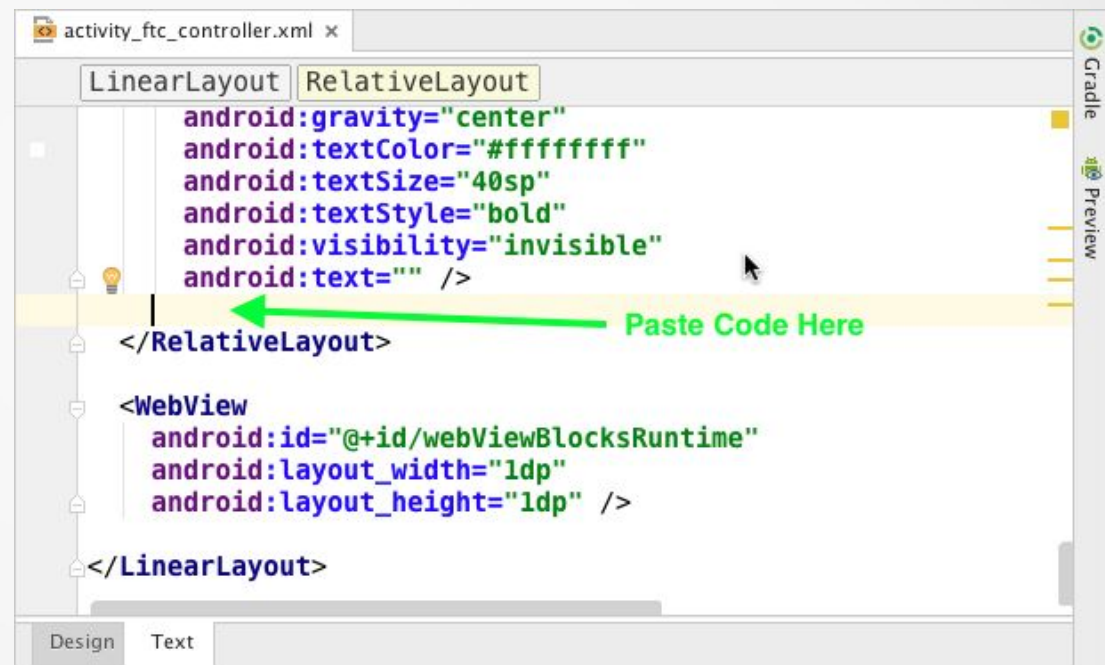 activity_ftc_controller.xml ×
LinearLayout RelativeLayout
android:gravity="center"
android:textColor="#ffffffff"
android:textSize="40sp"
android:textStyle="bold"
android:visibility="invisible"
android:text="" />
Paste Code Here
</RelativeLayout>
<WebView
android:id="@+id/webViewBlocksRuntime"
android:layout_width="1dp"
android:layout_height="1dp" />
</LinearLayout>
Design Text
Gradle
Preview